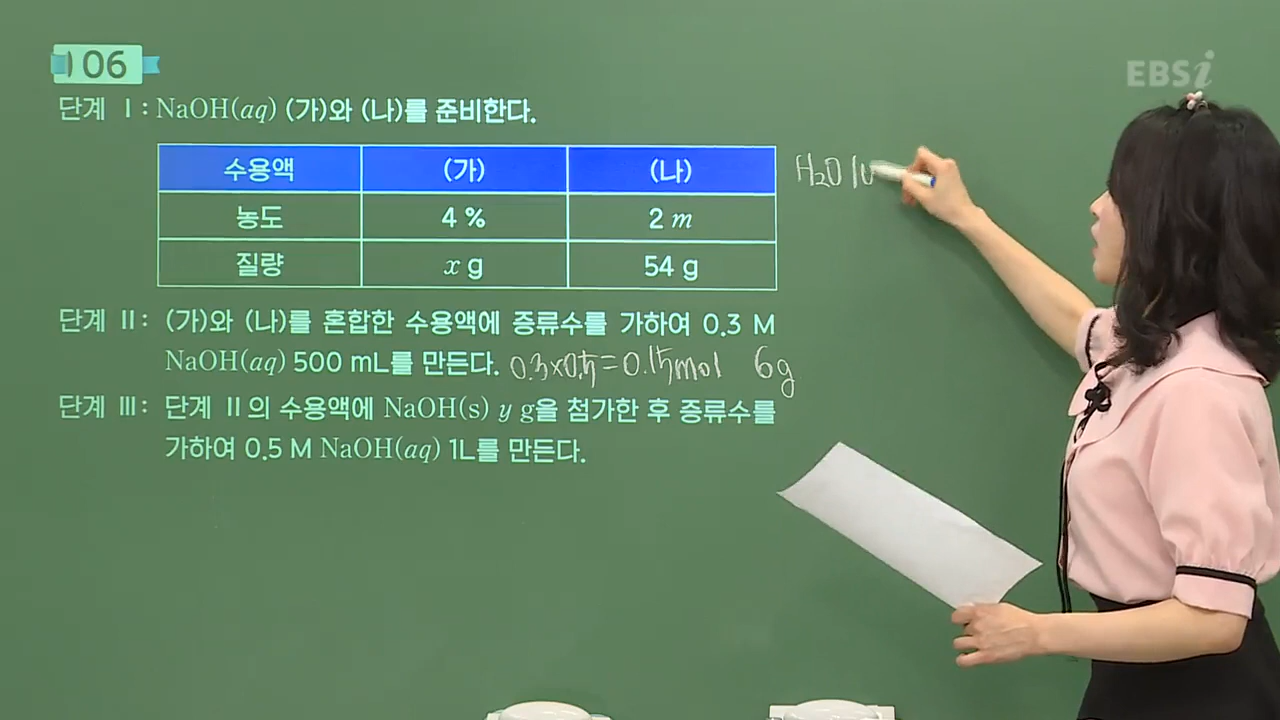 06
EBSi
단계 Ⅰ: NaOH(aq) (가)와 (나)를 준비한다.
수용액 (가) (나)
H₂O 10
농도 4 % 2 m
질량 x g 54 g
단계 Ⅱ: (가)와 (나)를 혼합한 수용액에 증류수를 가하여 0.3 M
NaOH(aq) 500 mL를 만든다. 0.3×0.5=0.15mol 6g
단계 Ⅲ: 단계 Ⅱ의 수용액에 NaOH(s) y g을 첨가한 후 증류수를
가하여 0.5 M NaOH(aq) 1L를 만든다.